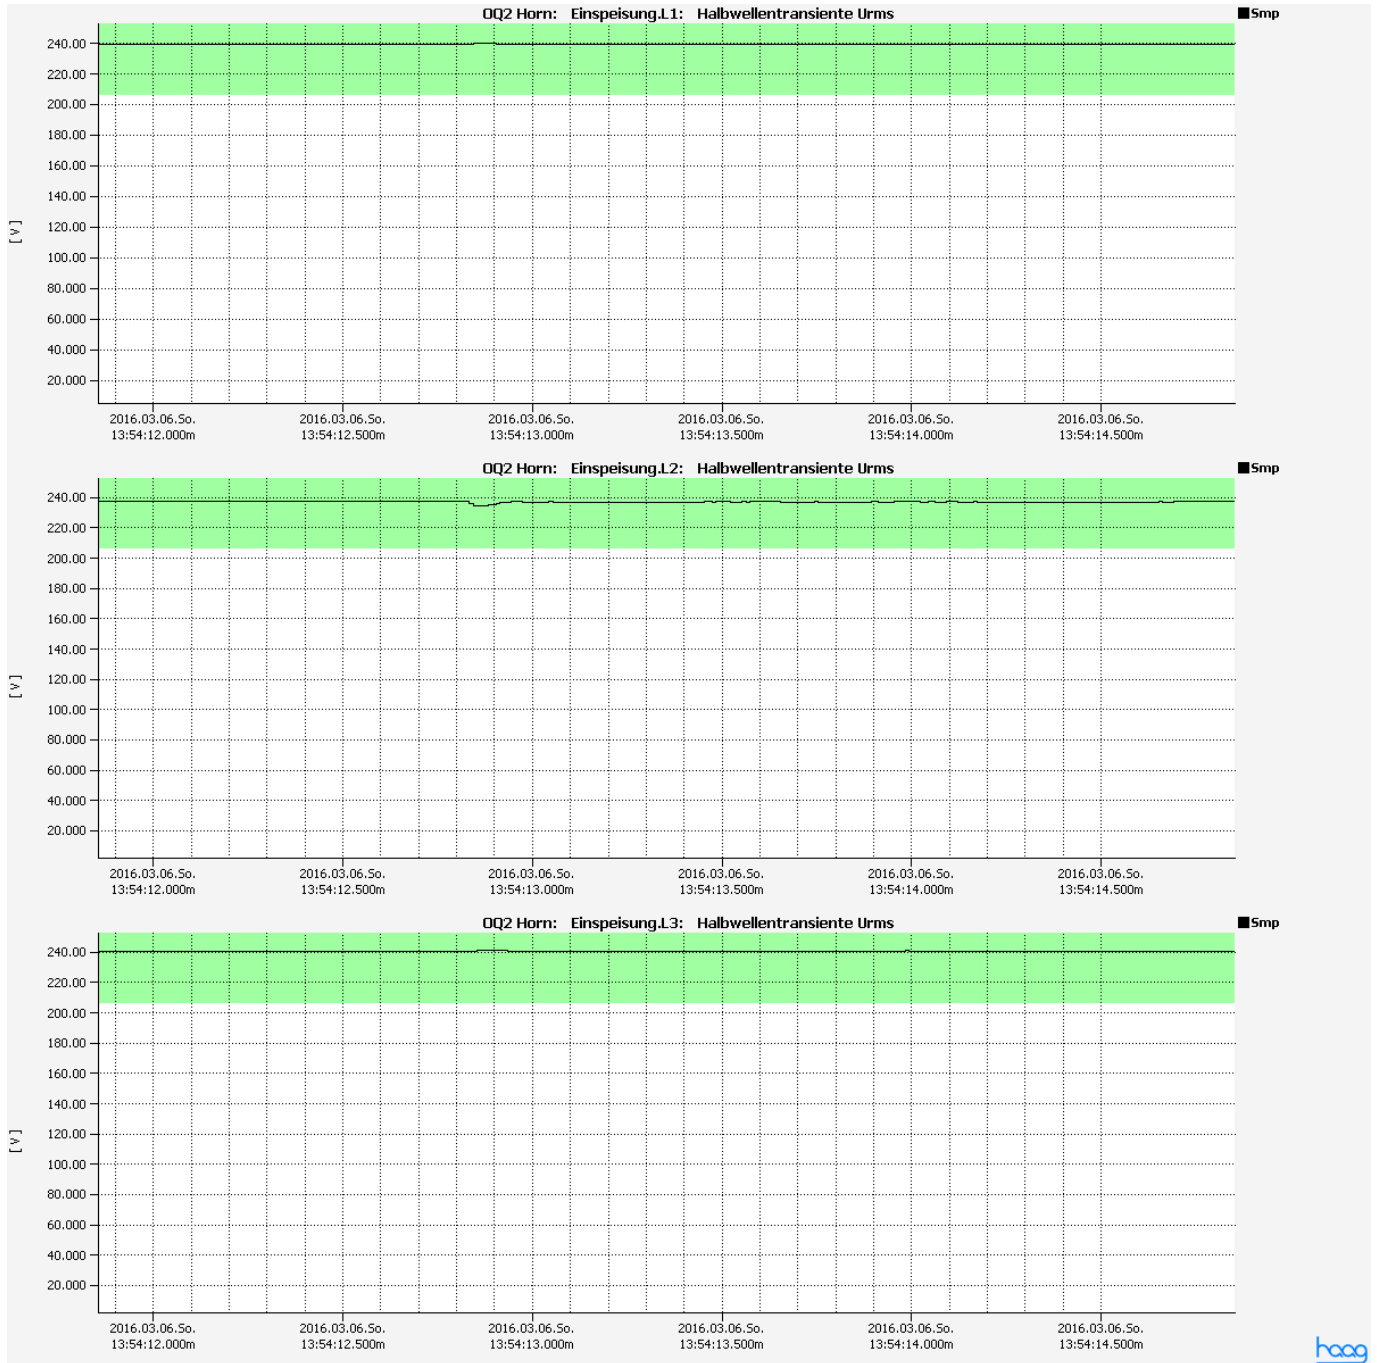 OQ2 Horn: Einspeisung.L1: Halbwellentransiente Urms
Smp
240.00
220.00
200.00
180.00
160.00
140.00
120.00
100.00
80.000
60.000
40.000
20.000
[V]
2016.03.06.So. 2016.03.06.So. 2016.03.06.So. 2016.03.06.So. 2016.03.06.So. 2016.03.06.So.
13:54:12.000m 13:54:12.500m 13:54:13.000m 13:54:13.500m 13:54:14.000m 13:54:14.500m
OQ2 Horn: Einspeisung.L2: Halbwellentransiente Urms
Smp
240.00
220.00
200.00
180.00
160.00
140.00
120.00
100.00
80.000
60.000
40.000
20.000
[V]
2016.03.06.So. 2016.03.06.So. 2016.03.06.So. 2016.03.06.So. 2016.03.06.So. 2016.03.06.So.
13:54:12.000m 13:54:12.500m 13:54:13.000m 13:54:13.500m 13:54:14.000m 13:54:14.500m
OQ2 Horn: Einspeisung.L3: Halbwellentransiente Urms
Smp
240.00
220.00
200.00
180.00
160.00
140.00
120.00
100.00
80.000
60.000
40.000
20.000
[V]
2016.03.06.So. 2016.03.06.So. 2016.03.06.So. 2016.03.06.So. 2016.03.06.So. 2016.03.06.So.
13:54:12.000m 13:54:12.500m 13:54:13.000m 13:54:13.500m 13:54:14.000m 13:54:14.500m
haag